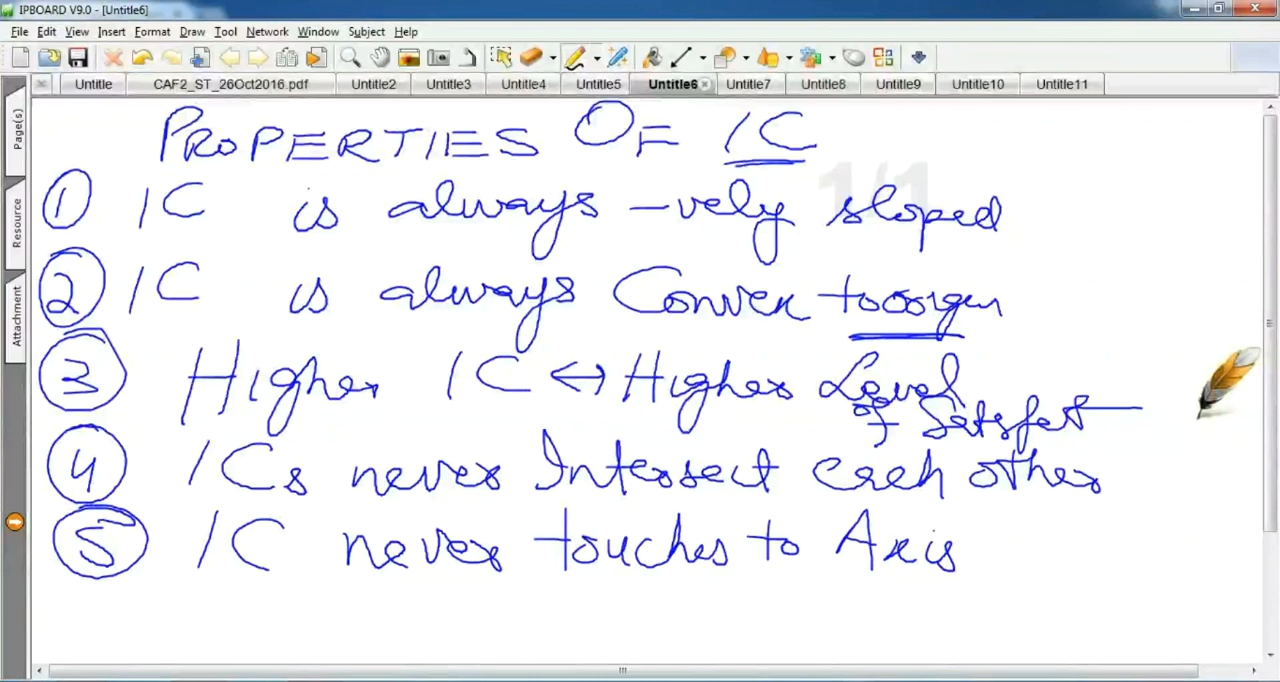 IPBOARD V9.0 - [Untitle6]
File Edit View Insert Format Draw Tool Network Window Subject Help
Untitle CAF2_ST_26Oct2016.pdf Untitle2 Untitle3 Untitle4 Untitle5 Untitle6 Untitle7 Untitle8 Untitle9 Untitle10 Untitle11
Page(s)
Resource
Attachment
1/1
PROPERTIES OF IC
1 IC is always -vely sloped
2 IC is always Convex to
3 Higher IC ↔ Higher Level
of
4 ICs never Intersect each other
5 IC never touches to Axis